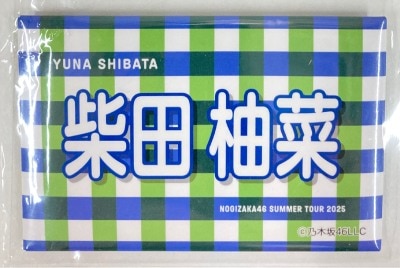 YUNA SHIBATA
柴田 柚菜
NOGIZAKA46 SUMMER TOUR 2025
©乃木坂46LLC